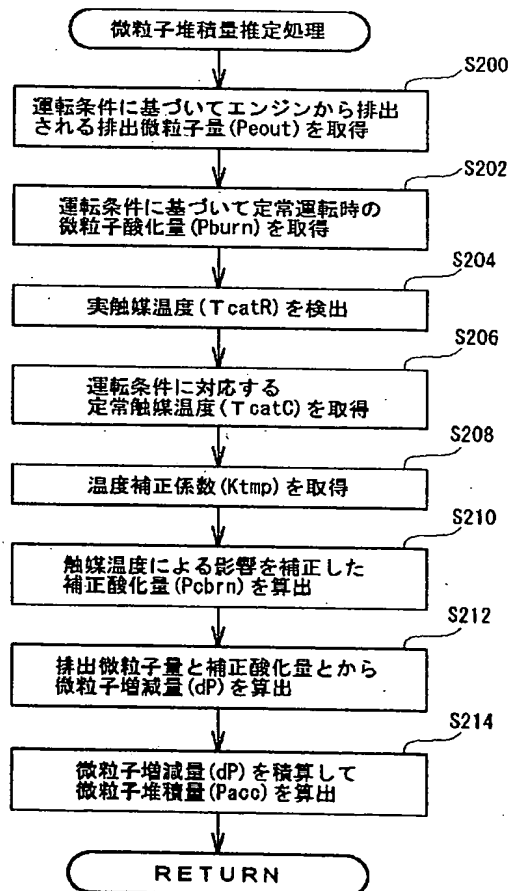 微粒子堆積量推定処理
S200
運転条件に基づいてエンジンから排出
される排出微粒子量(Peout)を取得
S202
運転条件に基づいて定常運転時の
微粒子酸化量(Pburn)を取得
S204
実触媒温度(TcatR)を検出
S206
運転条件に対応する
定常触媒温度(TcatC)を取得
S208
温度補正係数(Ktmp)を取得
S210
触媒温度による影響を補正した
補正酸化量(Pcbrn)を算出
S212
排出微粒子量と補正酸化量とから
微粒子増減量(dP)を算出
S214
微粒子増減量(dP)を積算して
微粒子堆積量(Pacc)を算出
RETURN